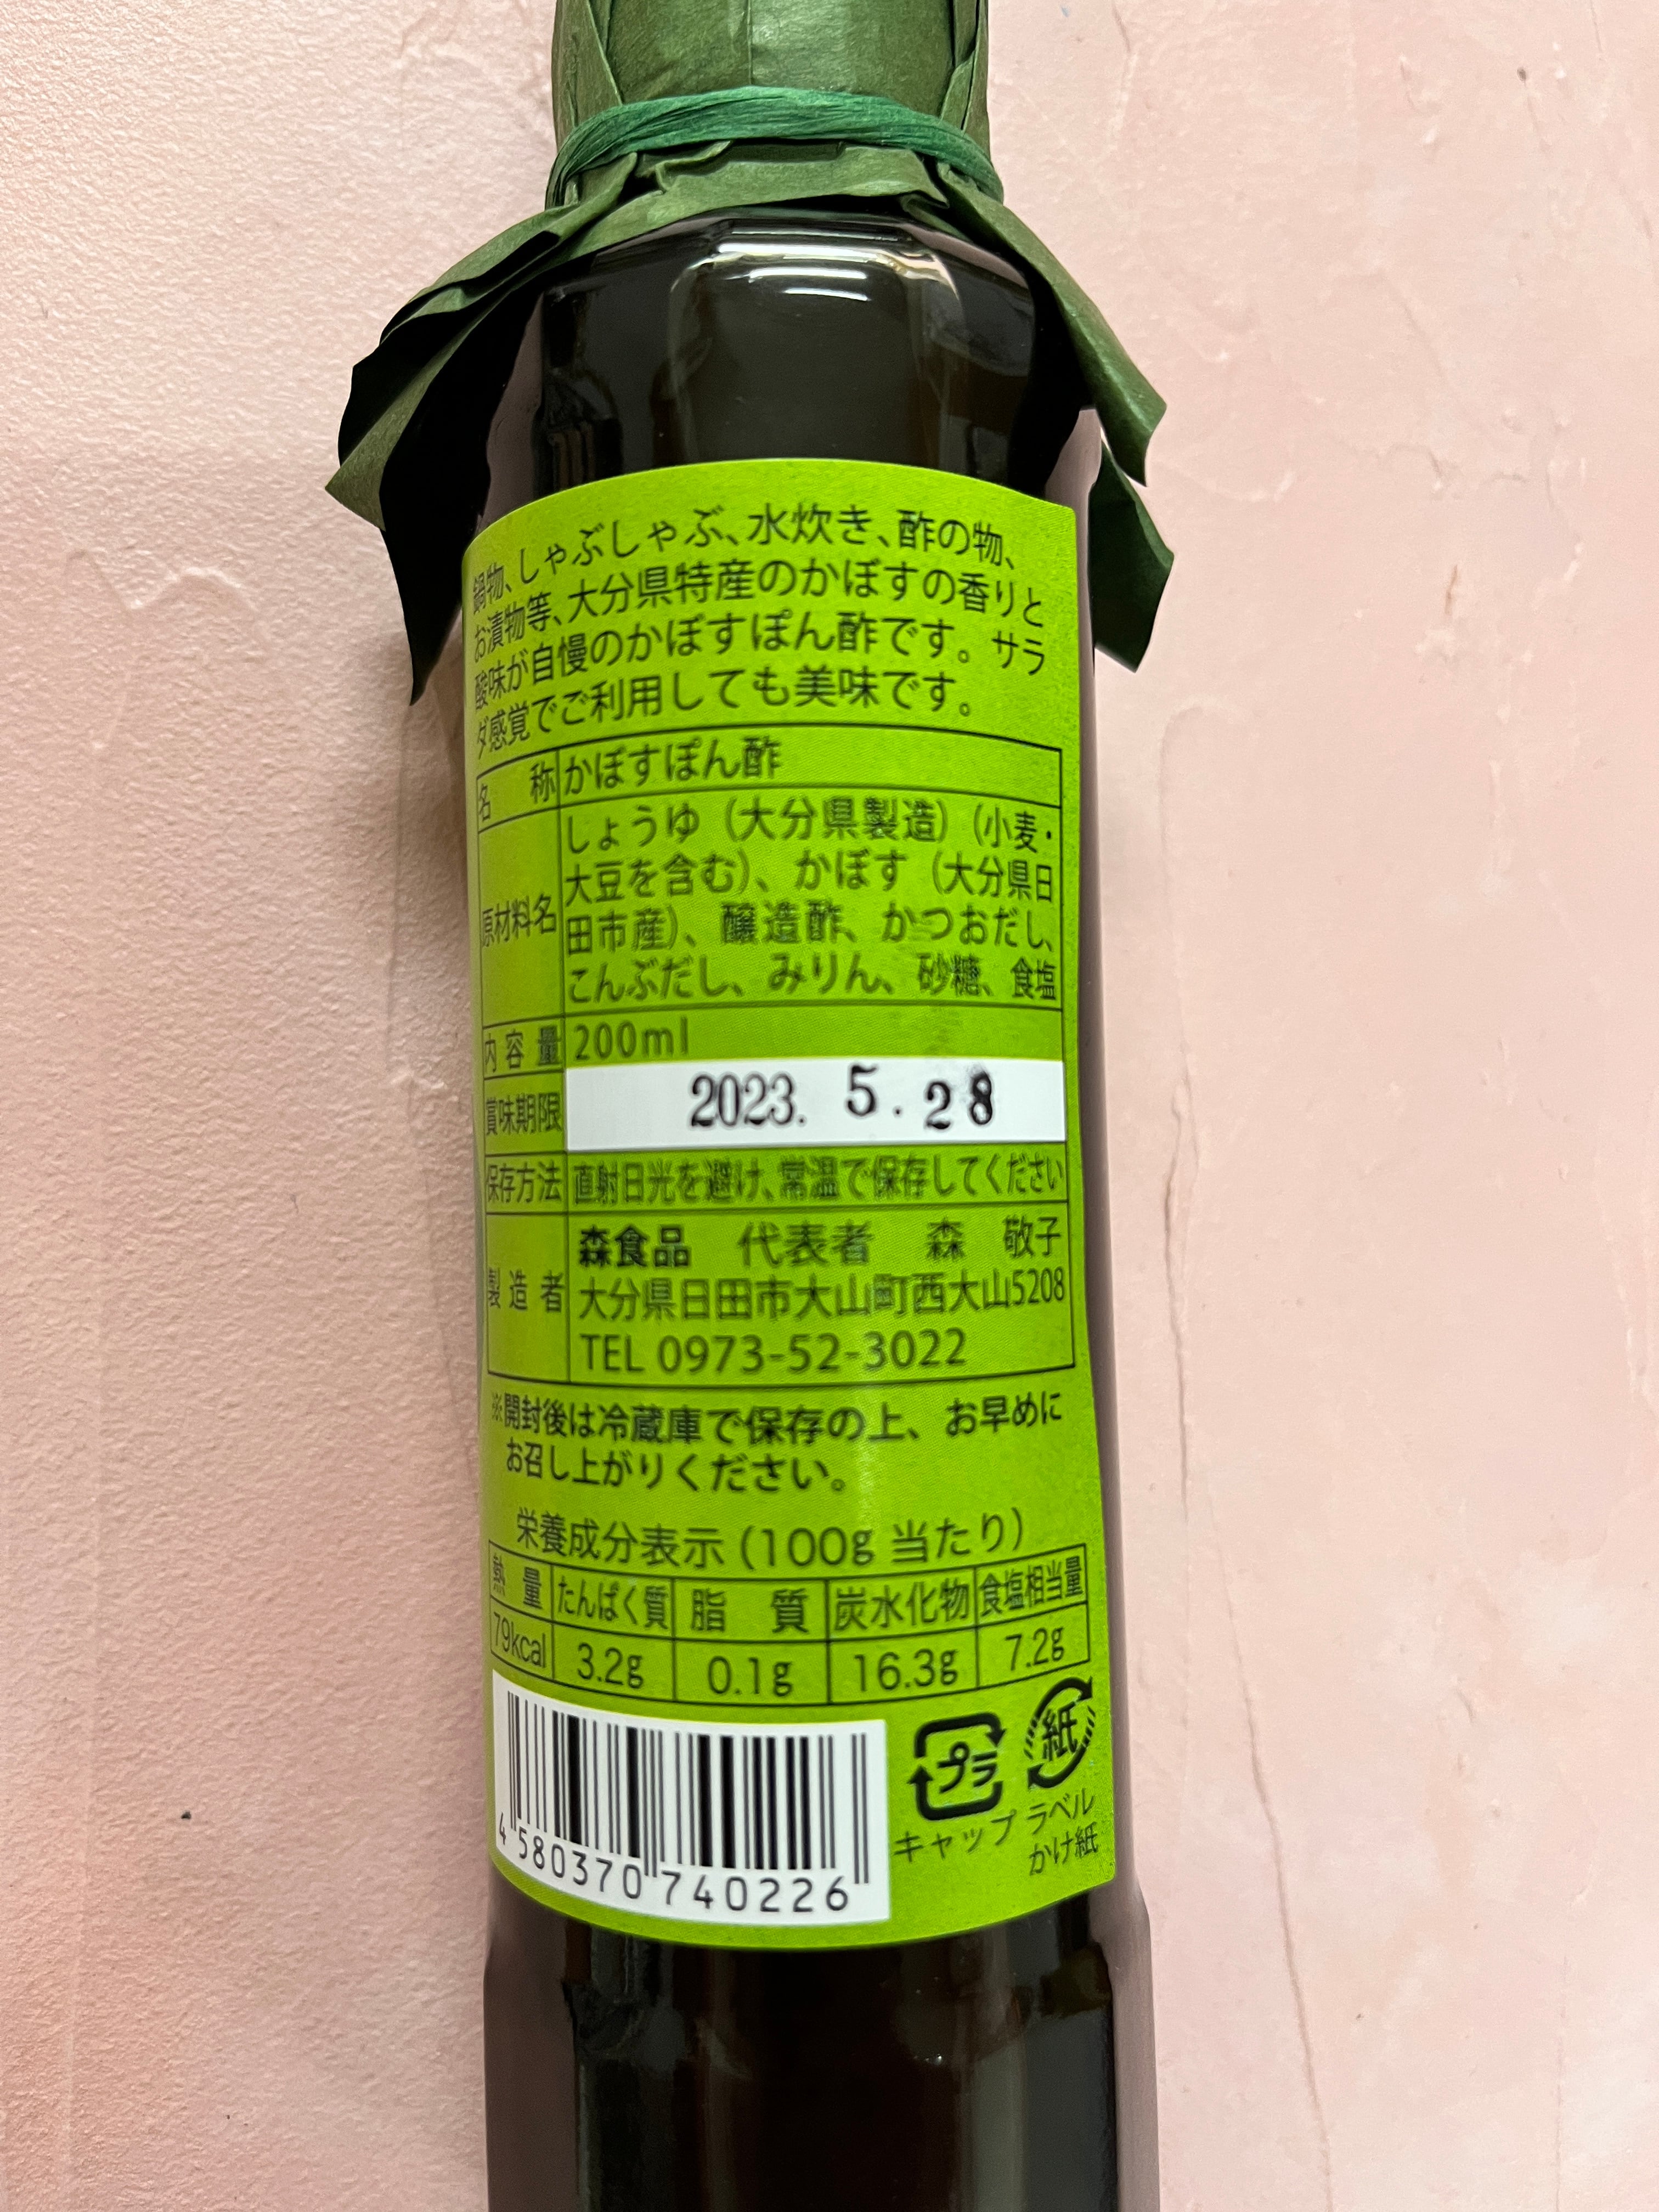 鍋物、しゃぶしゃぶ、水炊き、酢の物、
お漬物等、大分県特産のかぼすの香りと
酸味が自慢のかぼすぽん酢です。サラ
ダ感覚でご利用しても美味です。
名 称 かぼすぽん酢
原材料名 しょうゆ（大分県製造）（小麦・
大豆を含む）、かぼす（大分県日
田市産）、醸造酢、かつおだし、
こんぶだし、みりん、砂糖、食塩
内容量 200ml
賞味期限 2023. 5. 28
保存方法 直射日光を避け、常温で保存してください
製造者 森食品 代表者 森 敬子
大分県日田市大山町西大山5208
TEL 0973-52-3022
※開封後は冷蔵庫で保存の上、お早めに
お召し上がりください。
栄養成分表示（100g 当たり）
熱量 たんぱく質 脂質 炭水化物 食塩相当量
79kcal 3.2g 0.1g 16.3g 7.2g
プラ 紙
キャップ ラベル
かけ紙
4 580370 740226